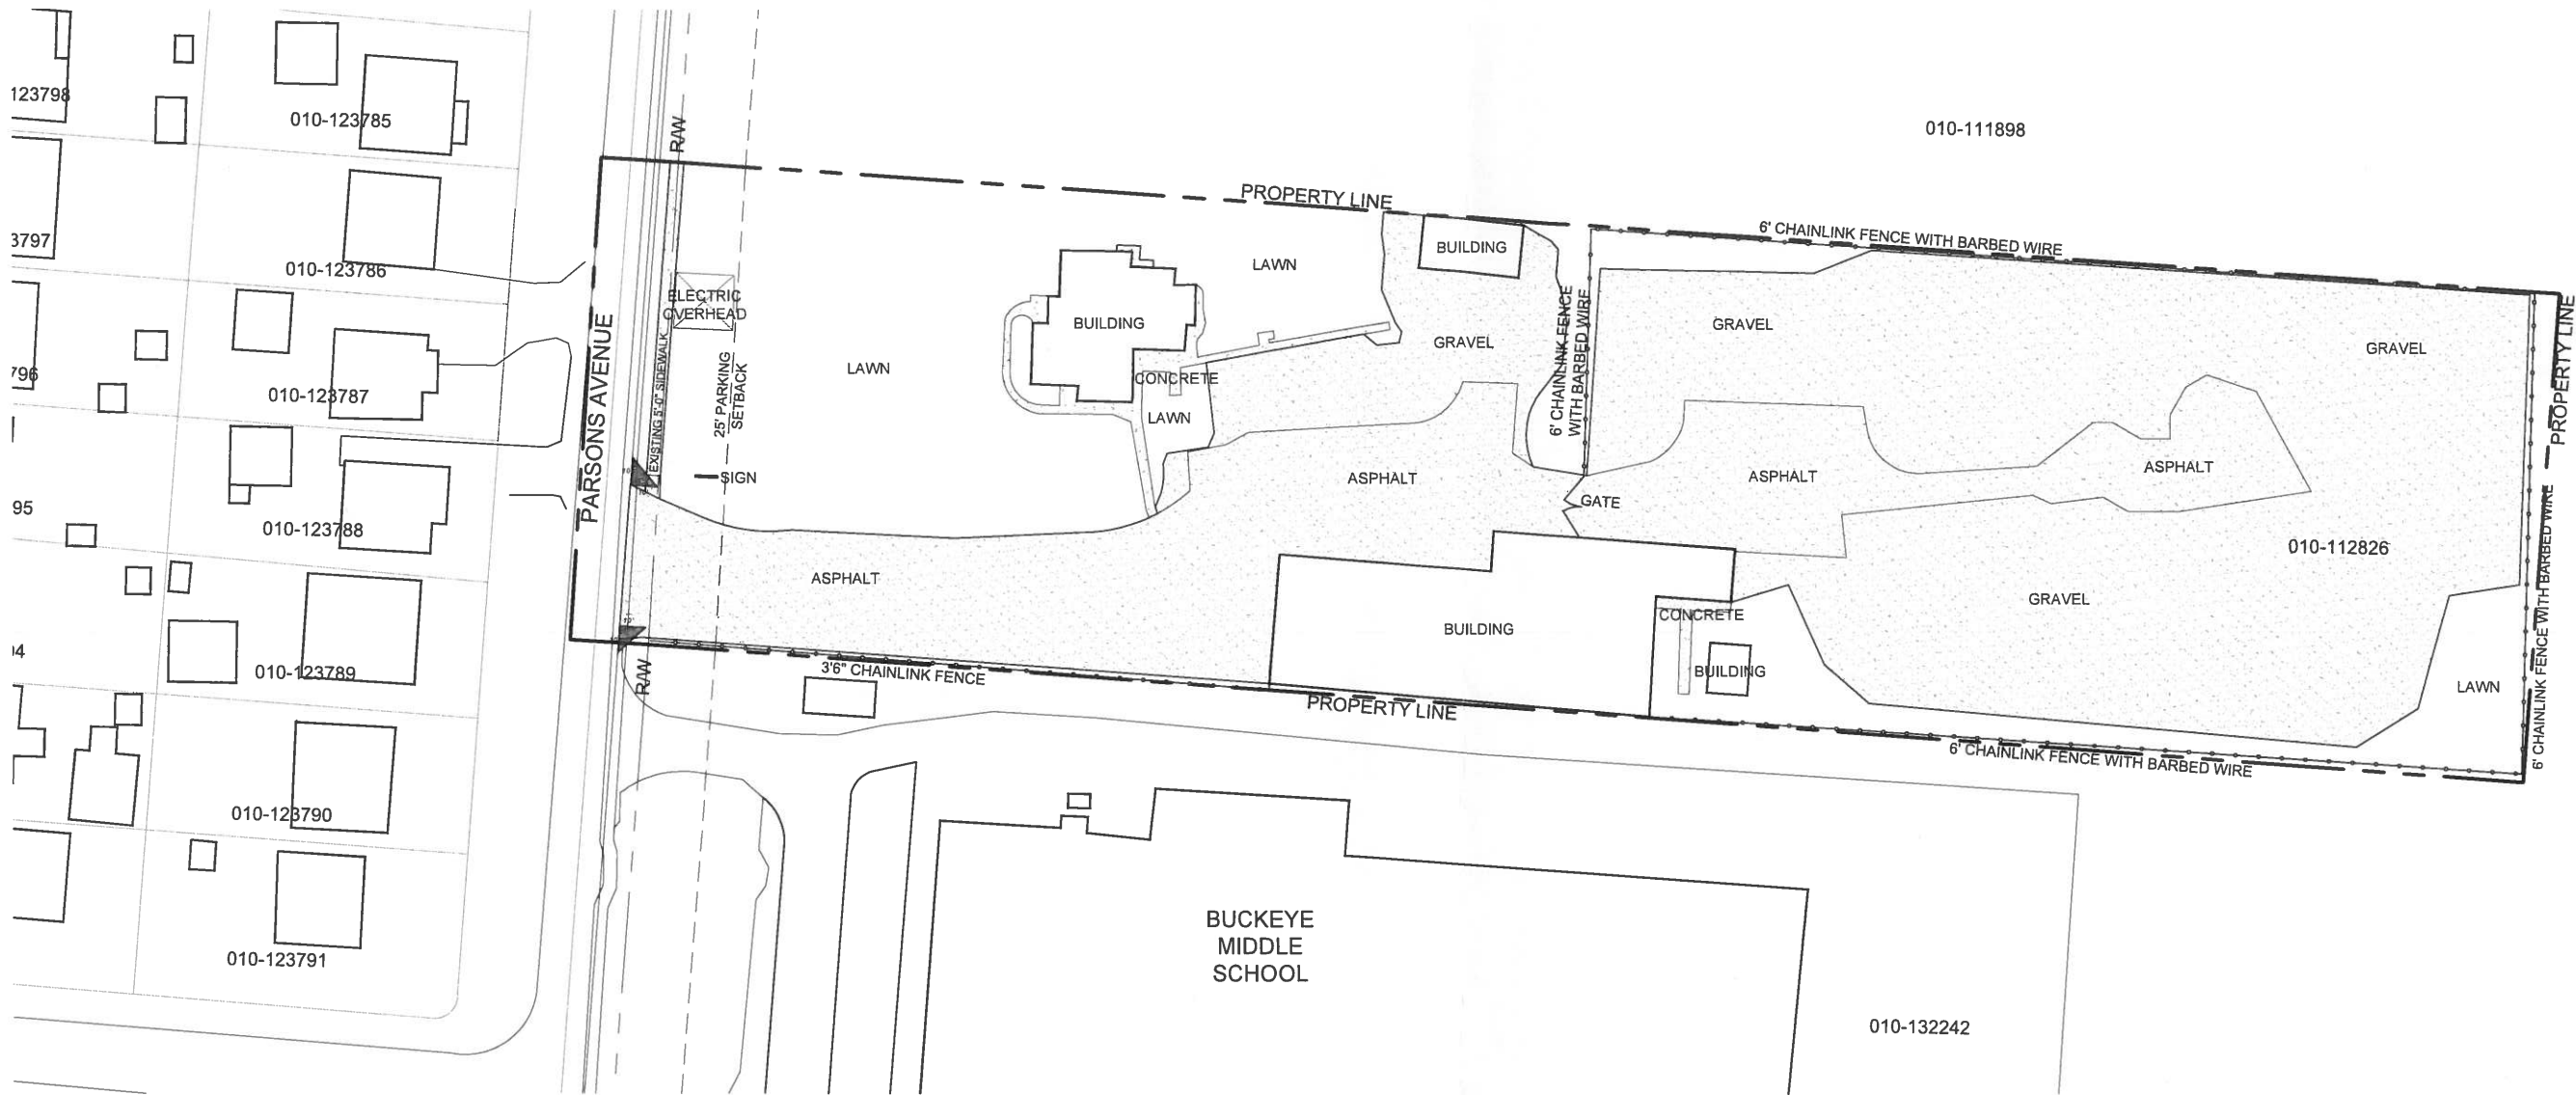 123798
010-123785
3797
010-123786
796
010-123787
95
010-123788
010-123789
010-123790
010-123791
R/W
PARSONS AVENUE
EXISTING 5'-0" SIDEWALK
ELECTRIC
OVERHEAD
25' PARKING
SETBACK
SIGN
LAWN
BUILDING
LAWN
CONCRETE
LAWN
PROPERTY LINE
BUILDING
GRAVEL
6' CHAINLINK FENCE
WITH BARBED WIRE
ASPHALT
GATE
010-111898
6' CHAINLINK FENCE WITH BARBED WIRE
GRAVEL
GRAVEL
ASPHALT
ASPHALT
010-112826
GRAVEL
LAWN
PROPERTY LINE
6' CHAINLINK FENCE WITH BARBED WIRE
ASPHALT
10'
R/W
3'6" CHAINLINK FENCE
BUILDING
CONCRETE
BUILDING
PROPERTY LINE
6' CHAINLINK FENCE WITH BARBED WIRE
BUCKEYE
MIDDLE
SCHOOL
010-132242